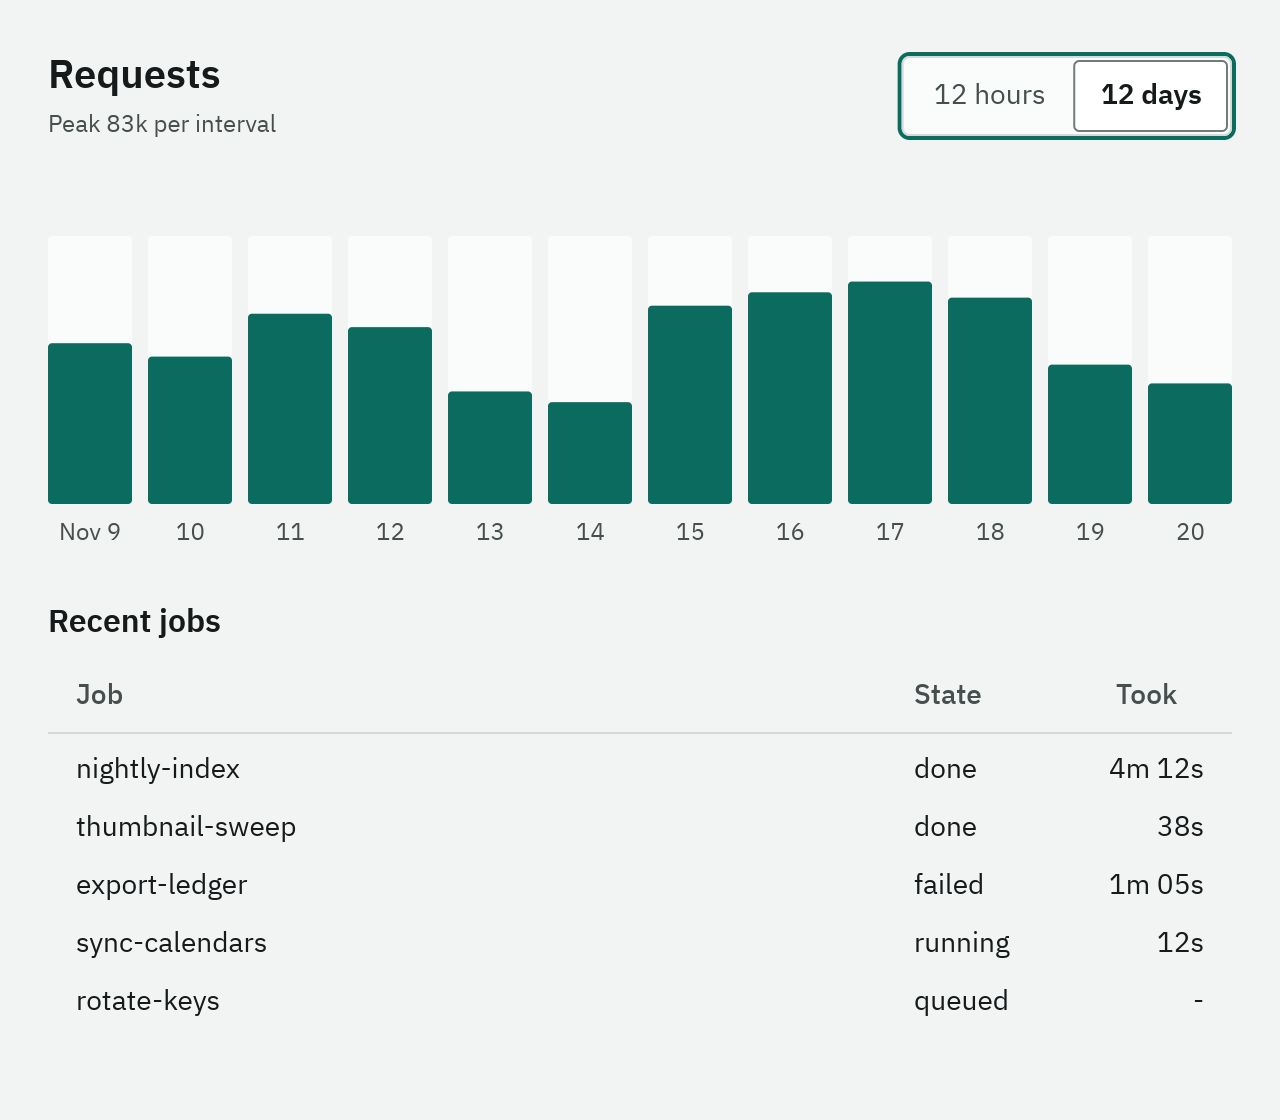 Requests
Peak 83k per interval
12 hours
12 days
Nov 9 10 11 12 13 14 15 16 17 18 19 20
Recent jobs
Job State Took
nightly-index done 4m 12s
thumbnail-sweep done 38s
export-ledger failed 1m 05s
sync-calendars running 12s
rotate-keys queued -